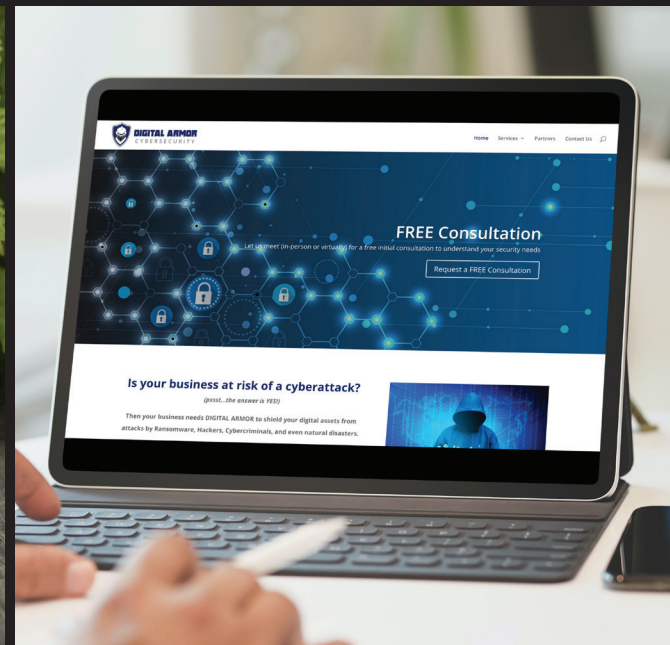 DIGITAL ARMOR
CYBERSECURITY
Home Services Partners Contact Us
FREE Consultation
Let us meet (in-person or virtually) for a free initial consultation to understand your security needs
Request a FREE Consultation
Is your business at risk of a cyberattack?
(pssst...the answer is YES!)
Then your business needs DIGITAL ARMOR to shield your digital assets from
attacks by Ransomware, Hackers, Cybercriminals, and even natural disasters.